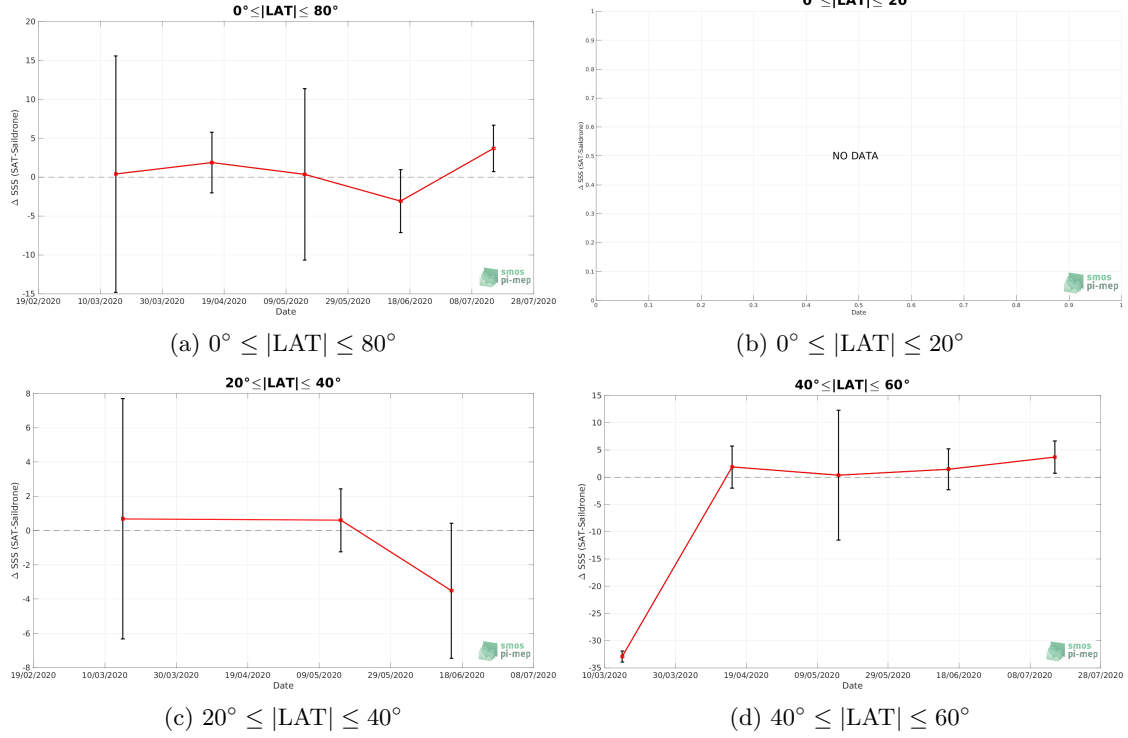 0°≤|LAT|≤ 80°
20
15
10
5
0
-5
-10
-15
Δ SSS (SAT-Saildrone)
19/02/2020 10/03/2020 30/03/2020 19/04/2020 09/05/2020 29/05/2020 18/06/2020 08/07/2020 28/07/2020
Date
smos
pi-mep
(a) 0° ≤ |LAT| ≤ 80°
0°≤|LAT|≤ 20°
1
0.9
0.8
0.7
0.6
0.5
0.4
0.3
0.2
0.1
0
Δ SSS (SAT-Saildrone)
NO DATA
0 0.1 0.2 0.3 0.4 0.5 0.6 0.7 0.8 0.9 1
Date
smos
pi-mep
(b) 0° ≤ |LAT| ≤ 20°
20°≤|LAT|≤ 40°
8
6
4
2
0
-2
-4
-6
-8
Δ SSS (SAT-Saildrone)
19/02/2020 10/03/2020 30/03/2020 19/04/2020 09/05/2020 29/05/2020 18/06/2020 08/07/2020
Date
smos
pi-mep
(c) 20° ≤ |LAT| ≤ 40°
40°≤|LAT|≤ 60°
15
10
5
0
-5
-10
-15
-20
-25
-30
-35
Δ SSS (SAT-Saildrone)
10/03/2020 30/03/2020 19/04/2020 09/05/2020 29/05/2020 18/06/2020 08/07/2020 28/07/2020
Date
smos
pi-mep
(d) 40° ≤ |LAT| ≤ 60°